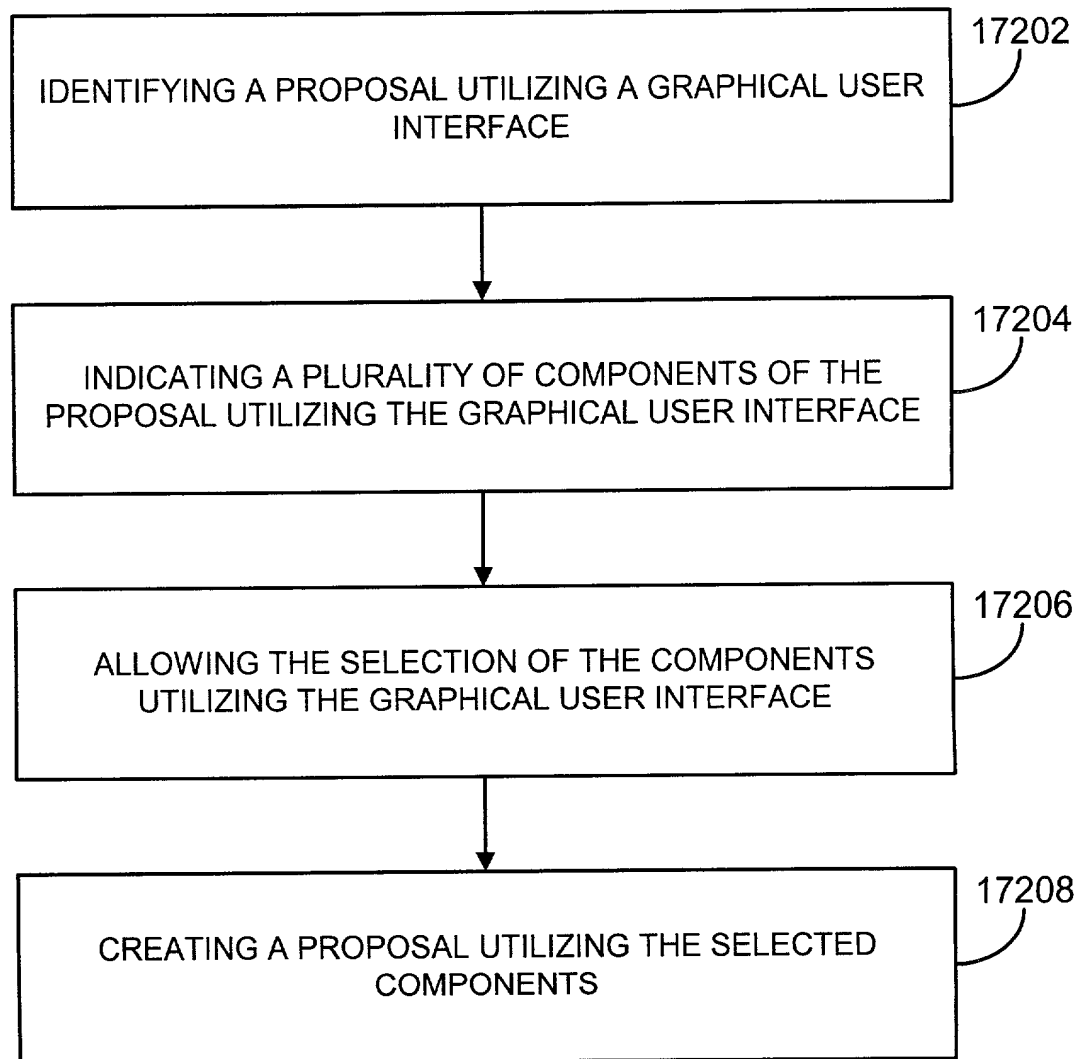 17202
IDENTIFYING A PROPOSAL UTILIZING A GRAPHICAL USER
INTERFACE
17204
INDICATING A PLURALITY OF COMPONENTS OF THE
PROPOSAL UTILIZING THE GRAPHICAL USER INTERFACE
17206
ALLOWING THE SELECTION OF THE COMPONENTS
UTILIZING THE GRAPHICAL USER INTERFACE
17208
CREATING A PROPOSAL UTILIZING THE SELECTED
COMPONENTS